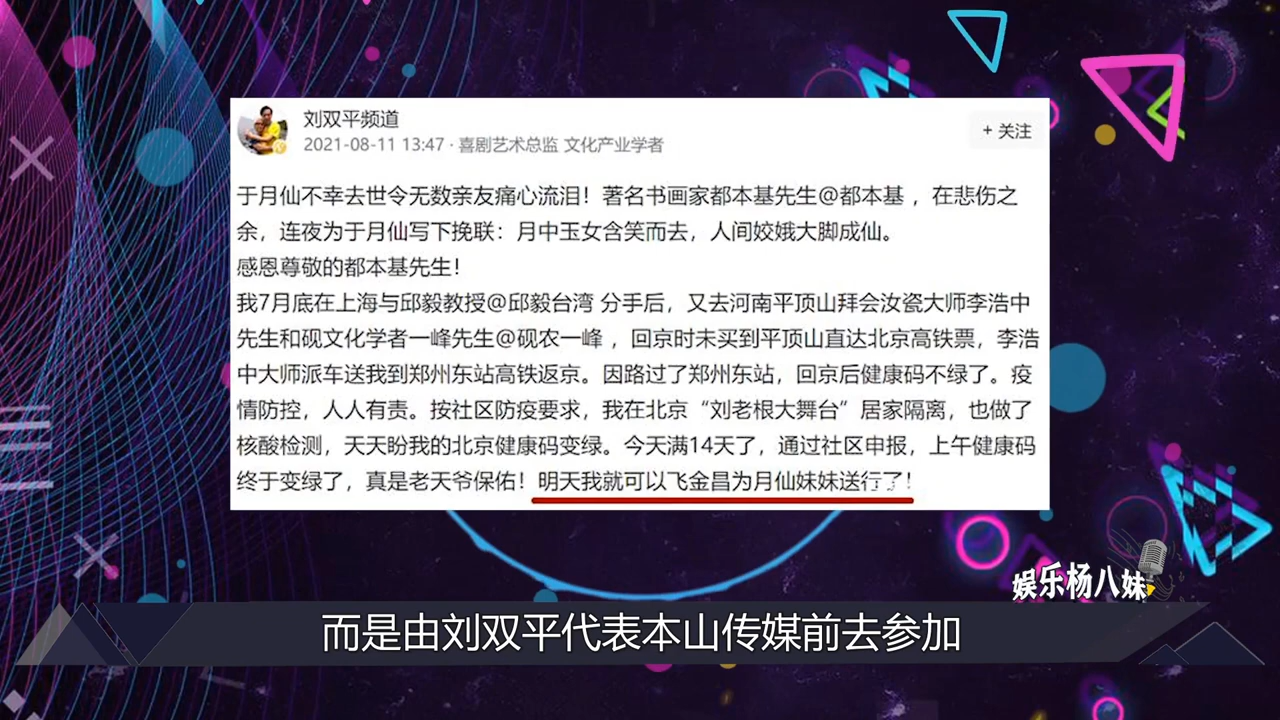 刘双平频道
2021-08-11 13:47 · 喜剧艺术总监 文化产业学者
+ 关注
于月仙不幸去世令无数亲友痛心流泪！著名书画家都本基先生@都本基 ，在悲伤之
余，连夜为于月仙写下挽联：月中玉女含笑而去，人间姣娥大脚成仙。
感恩尊敬的都本基先生！
我7月底在上海与邱毅教授@邱毅台湾 分手后，又去河南平顶山拜会汝瓷大师李浩中
先生和砚文化学者一峰先生@砚农一峰 ，回京时未买到平顶山直达北京高铁票，李浩
中大师派车送我到郑州东站高铁返京。因路过了郑州东站，回京后健康码不绿了。疫
情防控，人人有责。按社区防疫要求，我在北京“刘老根大舞台”居家隔离，也做了
核酸检测，天天盼我的北京健康码变绿。今天满14天了，通过社区申报，上午健康码
终于变绿了，真是老天爷保佑！明天我就可以飞金昌为月仙妹妹送行了！
娱乐杨八妹
而是由刘双平代表本山传媒前去参加